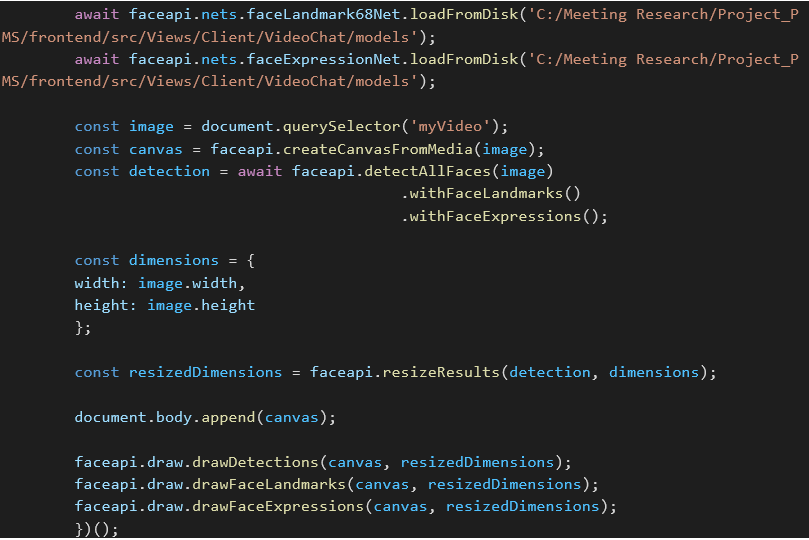 await faceapi.nets.faceLandmark68Net.loadFromDisk('C:/Meeting Research/Project_P
MS/frontend/src/Views/Client/VideoChat/models');
await faceapi.nets.faceExpressionNet.loadFromDisk('C:/Meeting Research/Project_P
MS/frontend/src/Views/Client/VideoChat/models');
const image = document.querySelector('myVideo');
const canvas = faceapi.createCanvasFromMedia(image);
const detection = await faceapi.detectAllFaces(image)
.withFaceLandmarks()
.withFaceExpressions();
const dimensions = {
width: image.width,
height: image.height
};
const resizedDimensions = faceapi.resizeResults(detection, dimensions);
document.body.append(canvas);
faceapi.draw.drawDetections(canvas, resizedDimensions);
faceapi.draw.drawFaceLandmarks(canvas, resizedDimensions);
faceapi.draw.drawFaceExpressions(canvas, resizedDimensions);
})();